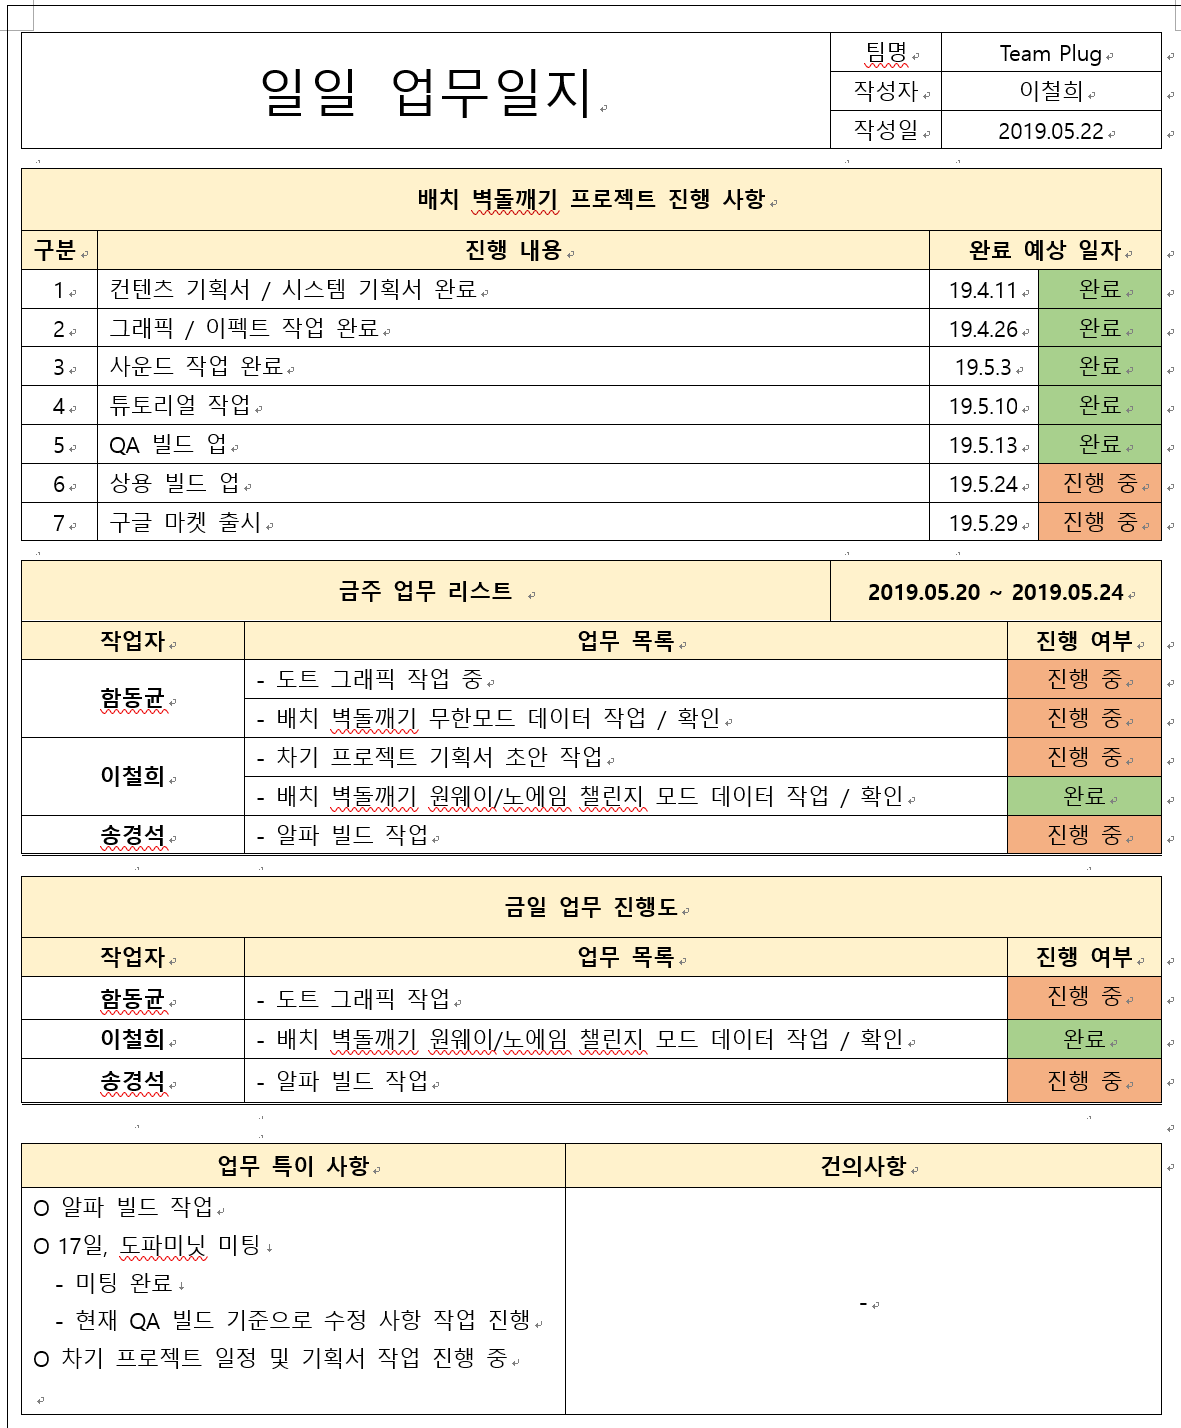 일일 업무일지
팀명 Team Plug
작성자 이철희
작성일 2019.05.22
배치 벽돌깨기 프로젝트 진행 사항
구분 진행 내용 완료 예상 일자
1 컨텐츠 기획서 / 시스템 기획서 완료 19.4.11 완료
2 그래픽 / 이펙트 작업 완료 19.4.26 완료
3 사운드 작업 완료 19.5.3 완료
4 튜토리얼 작업 19.5.10 완료
5 QA 빌드 업 19.5.13 완료
6 상용 빌드 업 19.5.24 진행 중
7 구글 마켓 출시 19.5.29 진행 중
금주 업무 리스트 2019.05.20 ~ 2019.05.24
작업자 업무 목록 진행 여부
함동균 - 도트 그래픽 작업 중 진행 중
- 배치 벽돌깨기 무한모드 데이터 작업 / 확인 진행 중
이철희 - 차기 프로젝트 기획서 초안 작업 진행 중
- 배치 벽돌깨기 원웨이/노에임 챌린지 모드 데이터 작업 / 확인 완료
송경석 - 알파 빌드 작업 진행 중
금일 업무 진행도
작업자 업무 목록 진행 여부
함동균 - 도트 그래픽 작업 진행 중
이철희 - 배치 벽돌깨기 원웨이/노에임 챌린지 모드 데이터 작업 / 확인 완료
송경석 - 알파 빌드 작업 진행 중
업무 특이 사항 건의사항
O 알파 빌드 작업
O 17일, 도파미닛 미팅
- 미팅 완료
- 현재 QA 빌드 기준으로 수정 사항 작업 진행
O 차기 프로젝트 일정 및 기획서 작업 진행 중
-